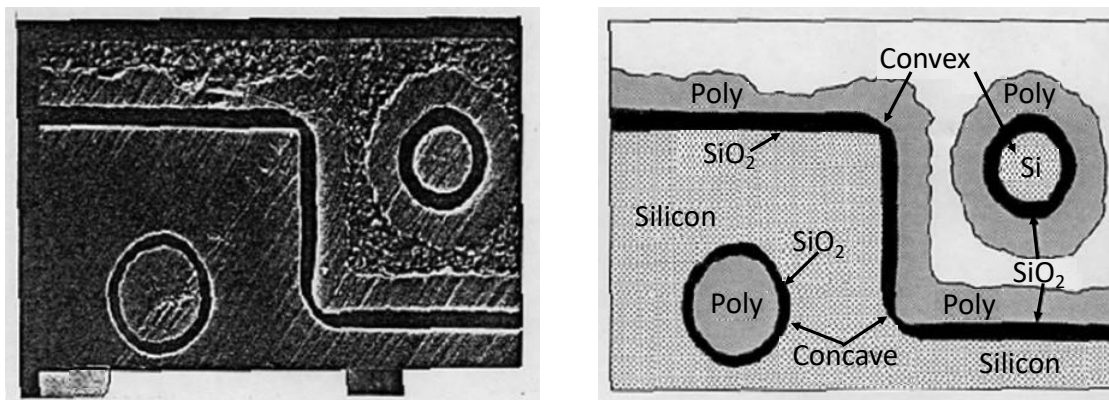 Convex
Poly
Poly
SiO2
Si
Silicon
SiO2
SiO2
Poly
Poly
Concave
Silicon